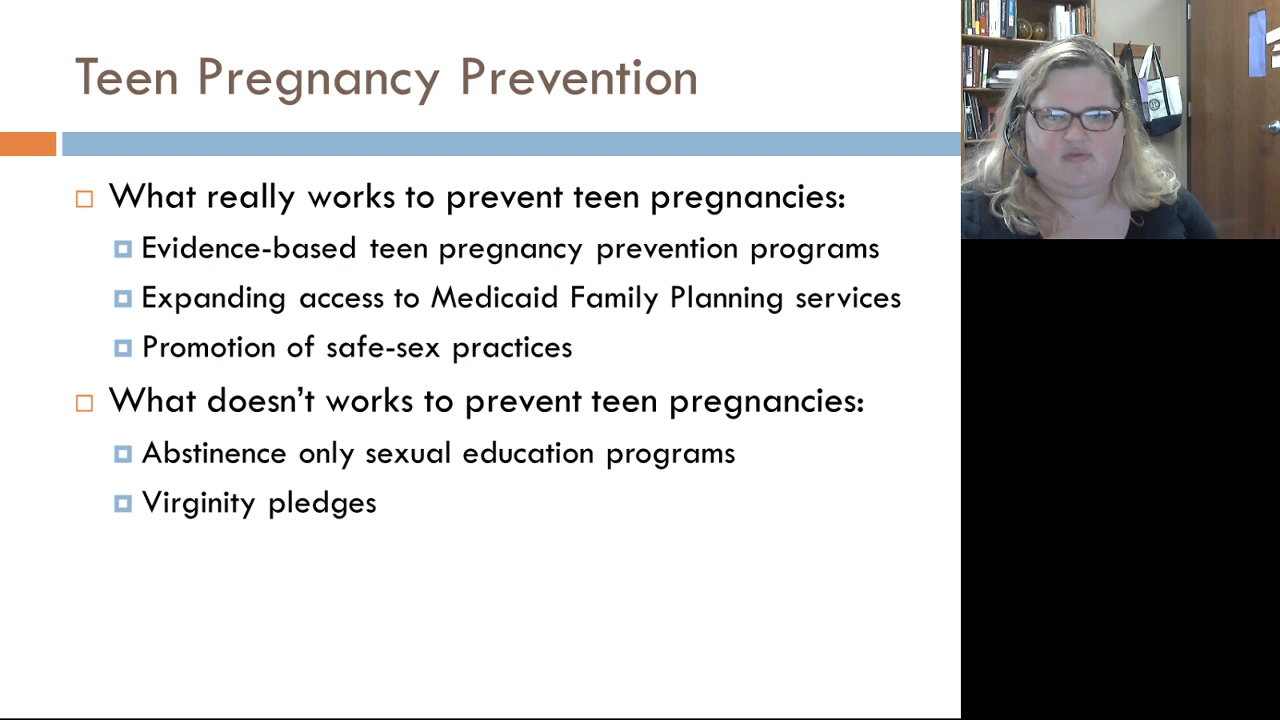 Teen Pregnancy Prevention
What really works to prevent teen pregnancies:
Evidence-based teen pregnancy prevention programs
Expanding access to Medicaid Family Planning services
Promotion of safe-sex practices
What doesn’t works to prevent teen pregnancies:
Abstinence only sexual education programs
Virginity pledges